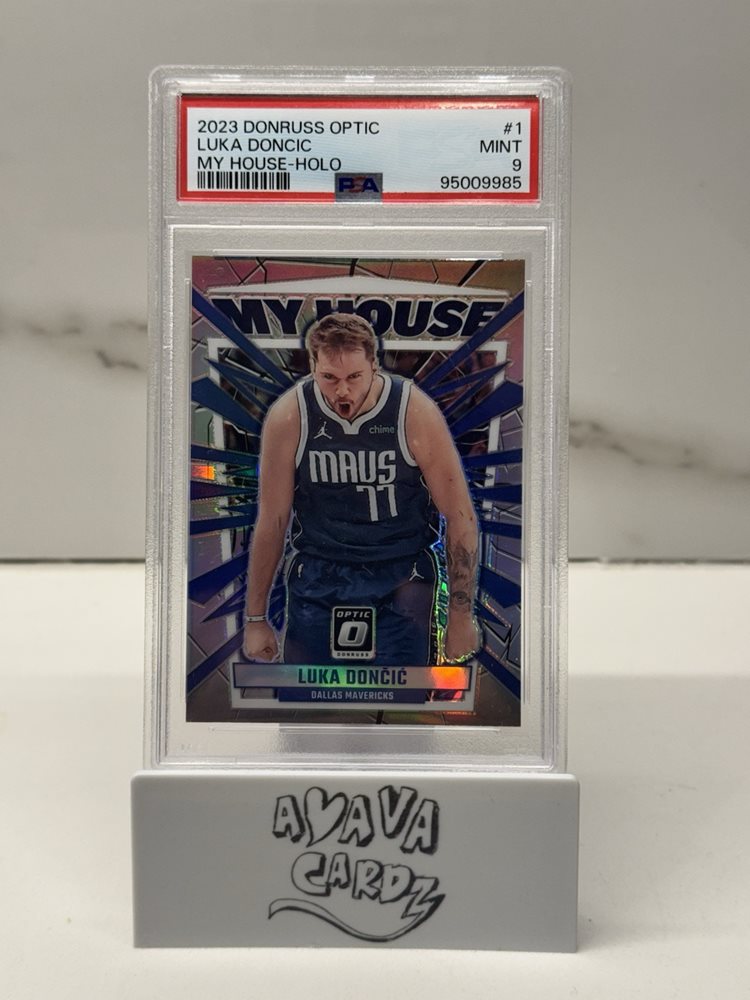 2023 DONRUSS OPTIC #1
LUKA DONCIC MINT
MY HOUSE-HOLO 9
PSA 95009985
MY HOUSE
chime
MAVS
77
OPTIC
DONRUSS
LUKA DONČIĆ
DALLAS MAVERICKS
AVAVA
CARDZ